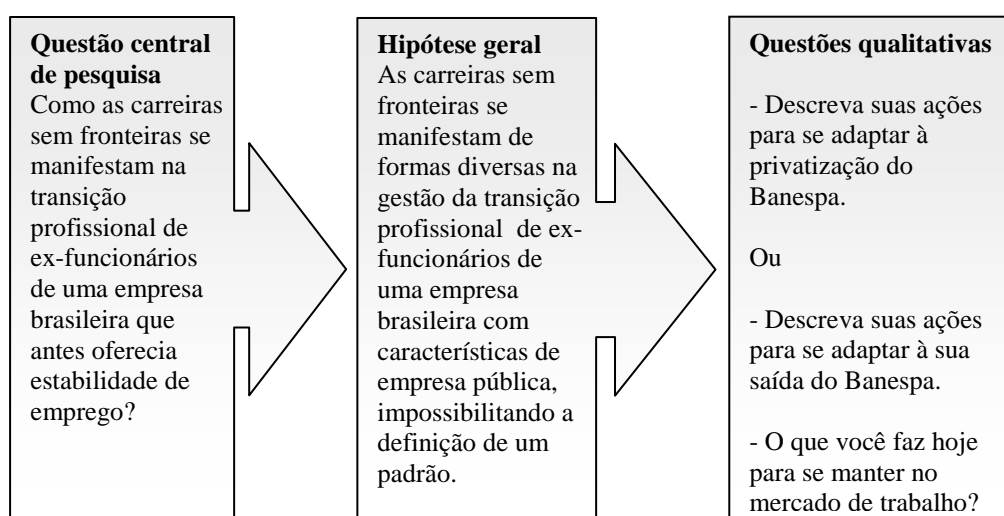 Questão central
de pesquisa
Como as carreiras
sem fronteiras se
manifestam na
transição
profissional de
ex-funcionários
de uma empresa
brasileira que
antes oferecia
estabilidade de
emprego?
Hipótese geral
As carreiras sem
fronteiras se
manifestam de
formas diversas na
gestão da transição
profissional de ex-
funcionários de
uma empresa
brasileira com
características de
empresa pública,
impossibilitando a
definição de um
padrão.
Questões qualitativas
- Descreva suas ações
para se adaptar à
privatização do
Banespa.
Ou
- Descreva suas ações
para se adaptar à sua
saída do Banespa.
- O que você faz hoje
para se manter no
mercado de trabalho?